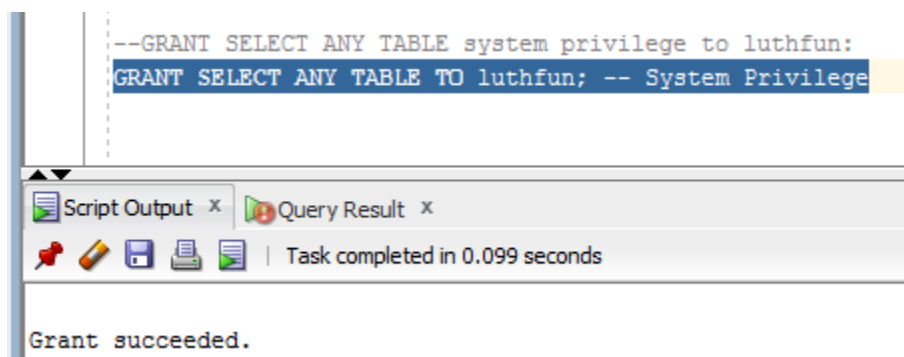 --GRANT SELECT ANY TABLE system privilege to luthfun:
GRANT SELECT ANY TABLE TO luthfun; -- System Privilege
Script Output x Query Result x
Task completed in 0.099 seconds
Grant succeeded.